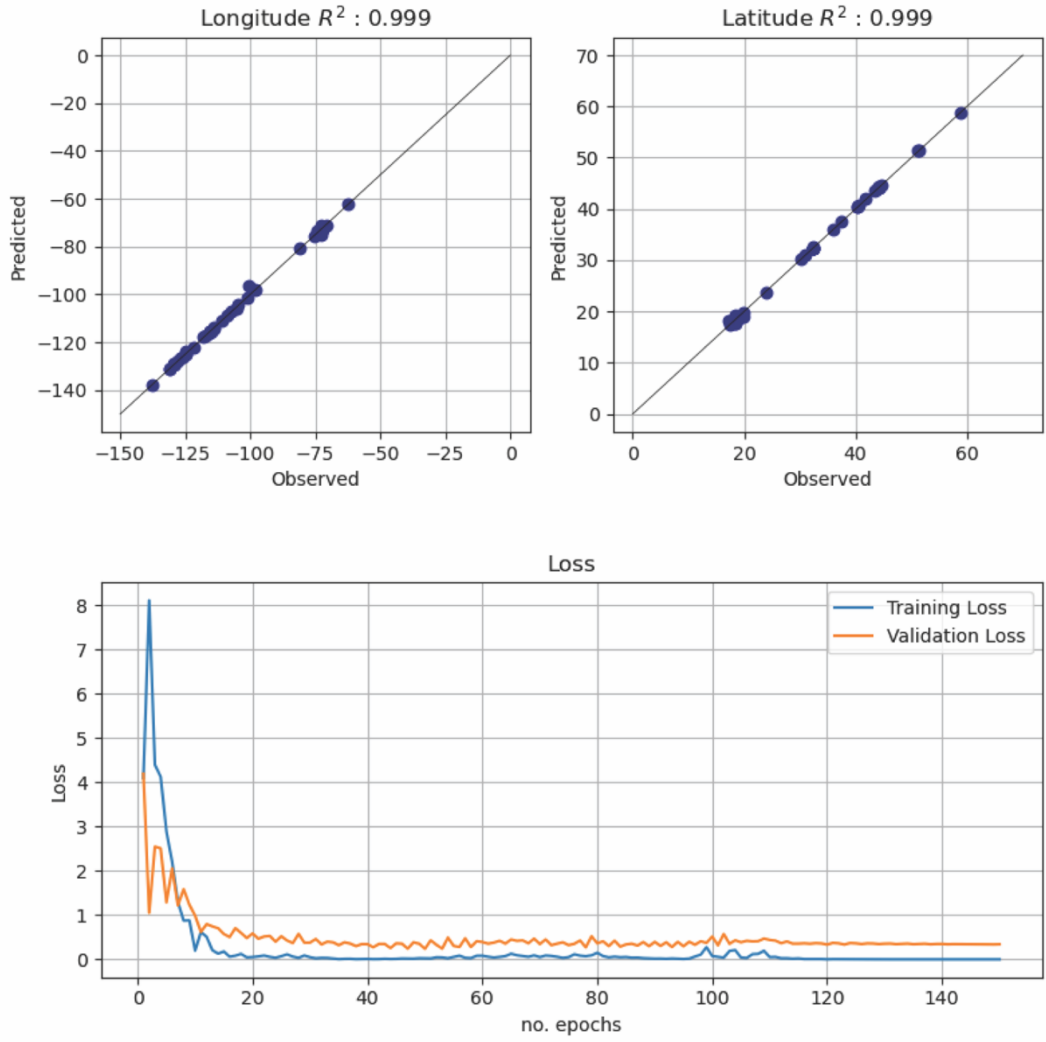 Longitude R² : 0.999
Latitude R² : 0.999
0
−20
−40
−60
−80
−100
−120
−140
Predicted
−150 −125 −100 −75 −50 −25 0
Observed
70
60
50
40
30
20
10
0
Predicted
0 20 40 60
Observed
Loss
8
7
6
5
4
3
2
1
0
Loss
Training Loss
Validation Loss
0 20 40 60 80 100 120 140
no. epochs